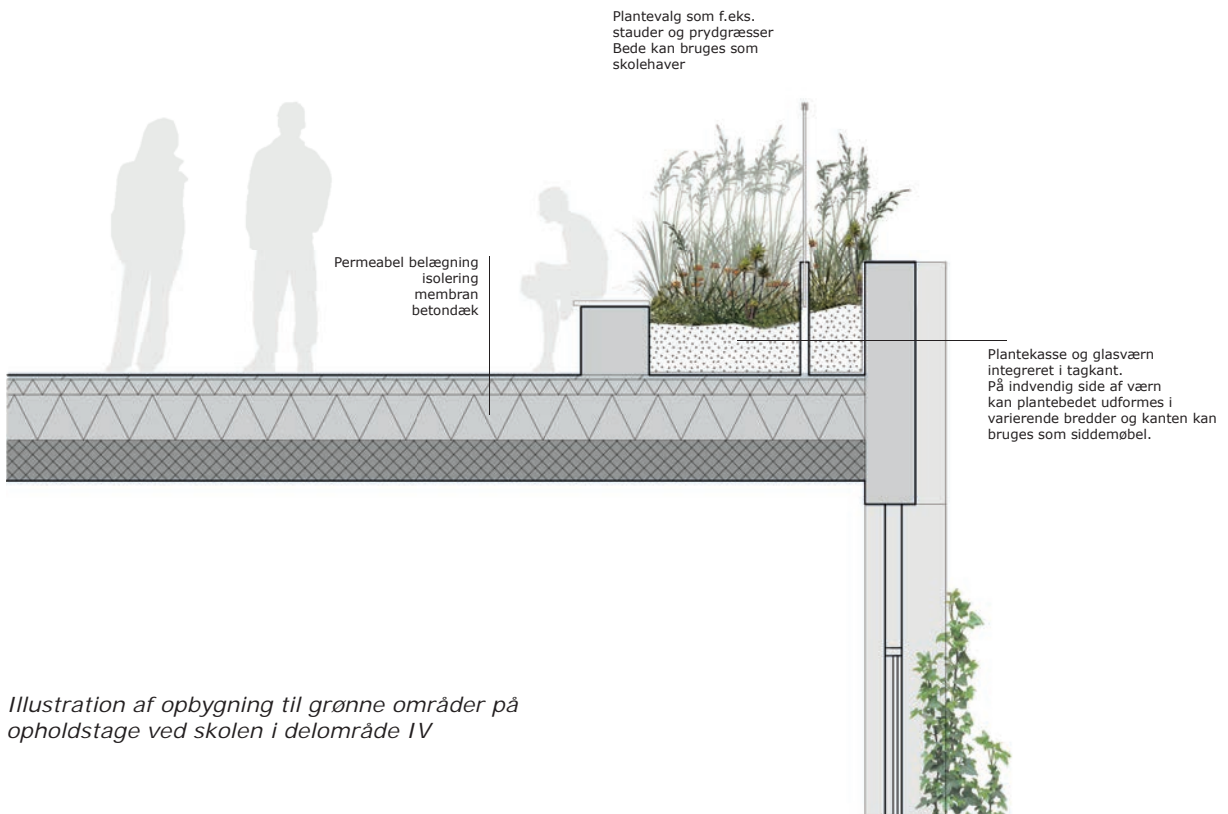 Plantevalg som f.eks.
stauder og prydgræsser
Bede kan bruges som
skolehaver
Permeabel belægning
isolering
membran
betondæk
Plantekasse og glasværn
integreret i tagkant.
På indvendig side af værn
kan plantebedet udformes i
varierende bredder og kanten kan
bruges som siddemøbel.
Illustration af opbygning til grønne områder på
opholdstage ved skolen i delområde IV